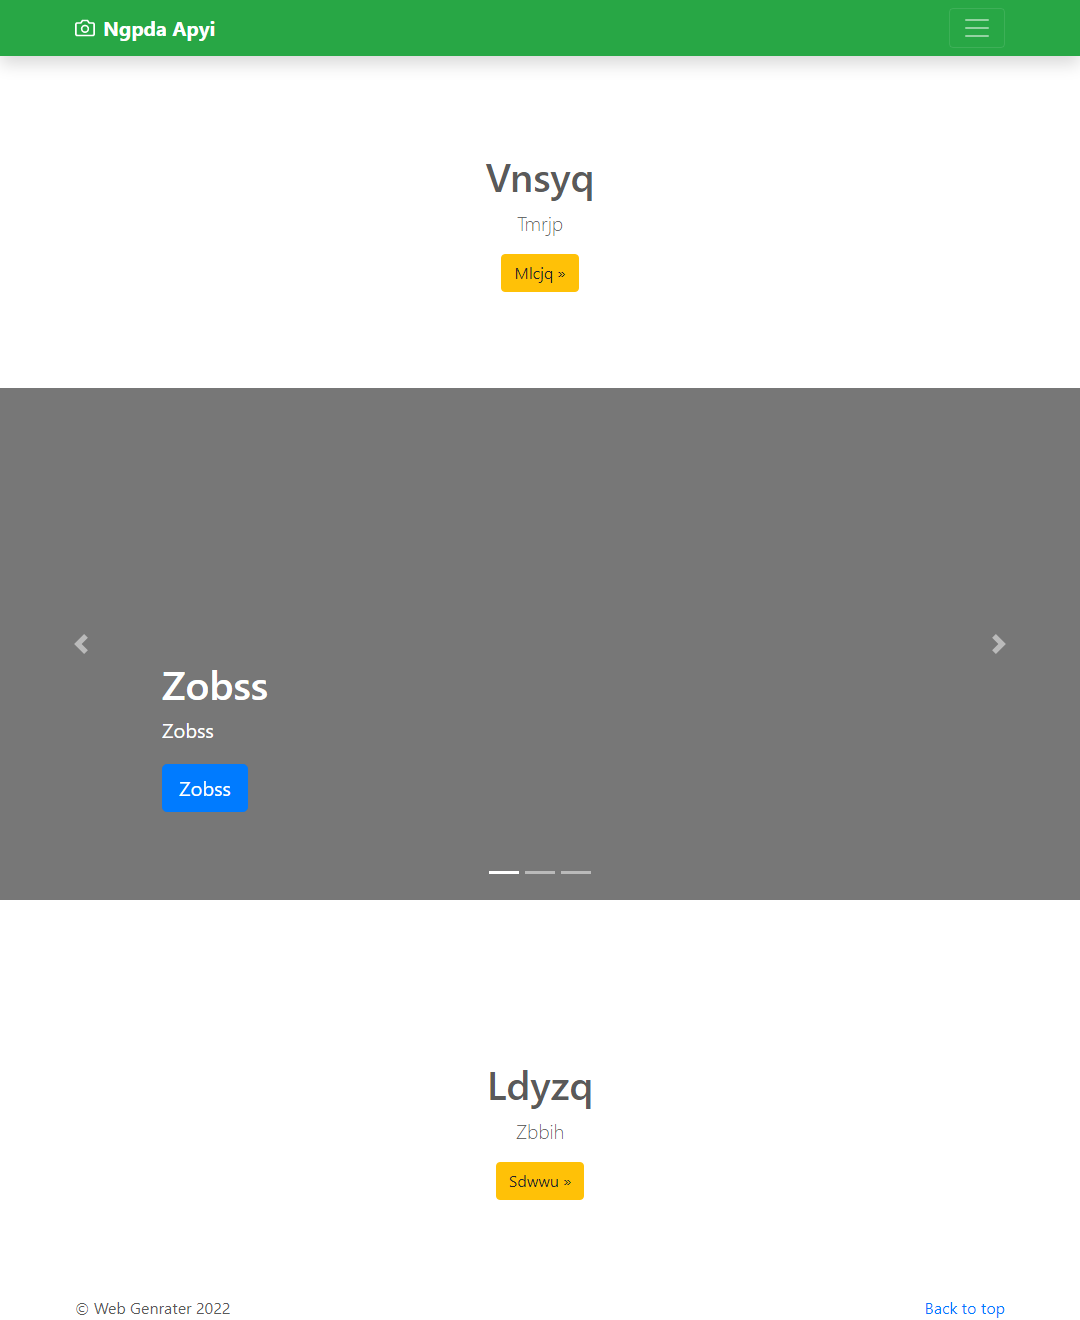 Ngpda Apyi
Vnsyq
Tmrjp
Mlcjq »
Zobss
Zobss
Zobss
Ldyzq
Zbbih
Sdwwu »
© Web Genrater 2022
Back to top